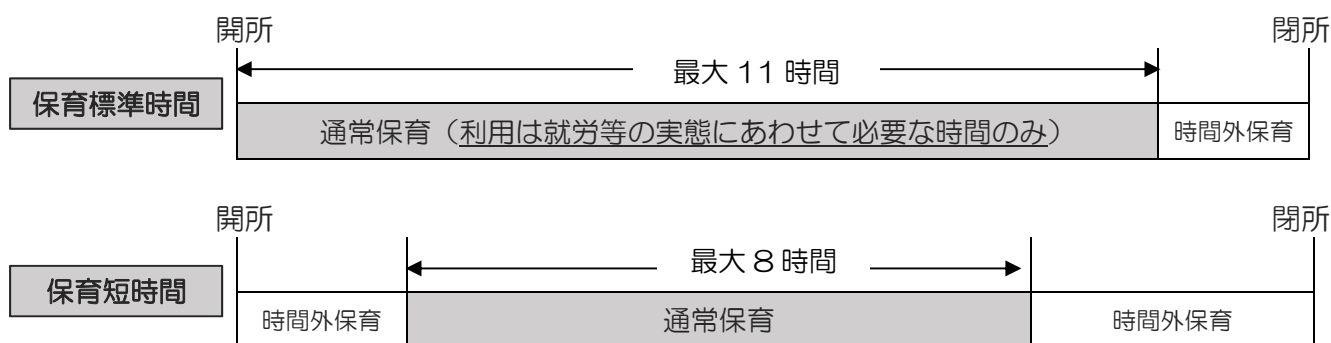 開所
閉所
最大 11 時間
保育標準時間
通常保育（利用は就労等の実態にあわせて必要な時間のみ）
時間外保育
開所
閉所
最大 8 時間
保育短時間
時間外保育
通常保育
時間外保育